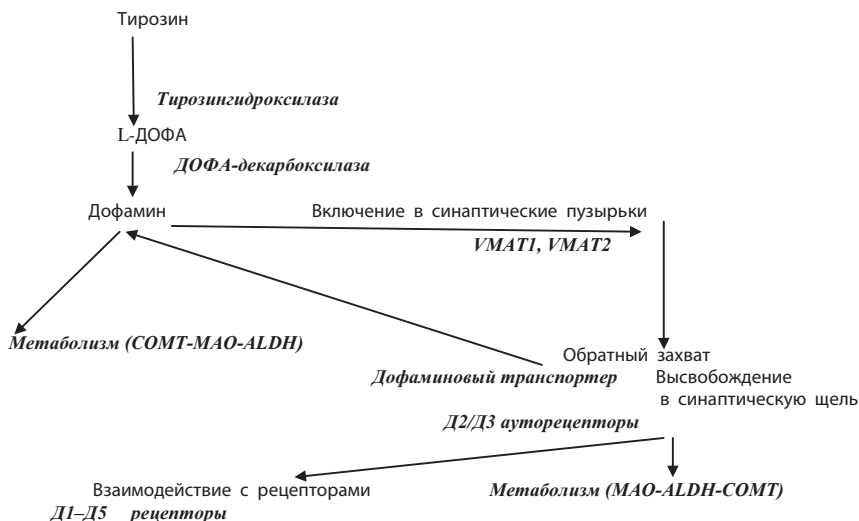 Тирозин
Тирозингидроксилаза
L-ДОФА
ДОФА-декарбоксилаза
Дофамин
Включение в синаптические пузырьки
VMAT1, VMAT2
Метаболизм (COMT-MAO-ALDH)
Обратный захват
Дофаминовый транспортер
Высвобождение
в синаптическую щель
Д2/Д3 ауторецепторы
Взаимодействие с рецепторами
Д1–Д5 рецепторы
Метаболизм (MAO-ALDH-COMT)